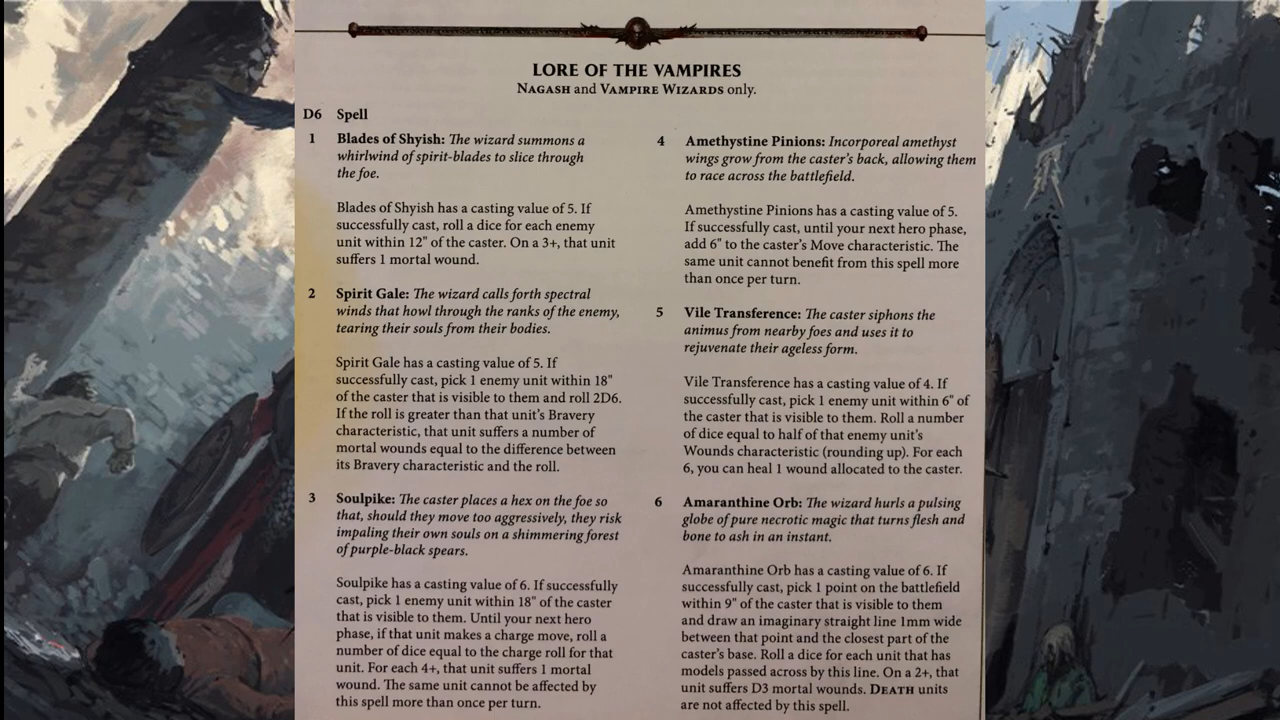 LORE OF THE VAMPIRES
NAGASH and VAMPIRE WIZARDS only.
D6 Spell
1 Blades of Shyish: The wizard summons a
whirlwind of spirit-blades to slice through
the foe.
Blades of Shyish has a casting value of 5. If
successfully cast, roll a dice for each enemy
unit within 12" of the caster. On a 3+, that unit
suffers 1 mortal wound.
2 Spirit Gale: The wizard calls forth spectral
winds that howl through the ranks of the enemy,
tearing their souls from their bodies.
Spirit Gale has a casting value of 5. If
successfully cast, pick 1 enemy unit within 18"
of the caster that is visible to them and roll 2D6.
If the roll is greater than that unit's Bravery
characteristic, that unit suffers a number of
mortal wounds equal to the difference between
its Bravery characteristic and the roll.
3 Soulpike: The caster places a hex on the foe so
that, should they move too aggressively, they risk
impaling their own souls on a shimmering forest
of purple-black spears.
Soulpike has a casting value of 6. If successfully
cast, pick 1 enemy unit within 18" of the caster
that is visible to them. Until your next hero
phase, if that unit makes a charge move, roll a
number of dice equal to the charge roll for that
unit. For each 4+, that unit suffers 1 mortal
wound. The same unit cannot be affected by
this spell more than once per turn.
4 Amethystine Pinions: Incorporeal amethyst
wings grow from the caster's back, allowing them
to race across the battlefield.
Amethystine Pinions has a casting value of 5.
If successfully cast, until your next hero phase,
add 6" to the caster's Move characteristic. The
same unit cannot benefit from this spell more
than once per turn.
5 Vile Transference: The caster siphons the
animus from nearby foes and uses it to
rejuvenate their ageless form.
Vile Transference has a casting value of 4. If
successfully cast, pick 1 enemy unit within 6" of
the caster that is visible to them. Roll a number
of dice equal to half of that enemy unit's
Wounds characteristic (rounding up). For each
6, you can heal 1 wound allocated to the caster.
6 Amaranthine Orb: The wizard hurls a pulsing
globe of pure necrotic magic that turns flesh and
bone to ash in an instant.
Amaranthine Orb has a casting value of 6. If
successfully cast, pick 1 point on the battlefield
within 9" of the caster that is visible to them
and draw an imaginary straight line 1mm wide
between that point and the closest part of the
caster's base. Roll a dice for each unit that has
models passed across by this line. On a 2+, that
unit suffers D3 mortal wounds. DEATH units
are not affected by this spell.